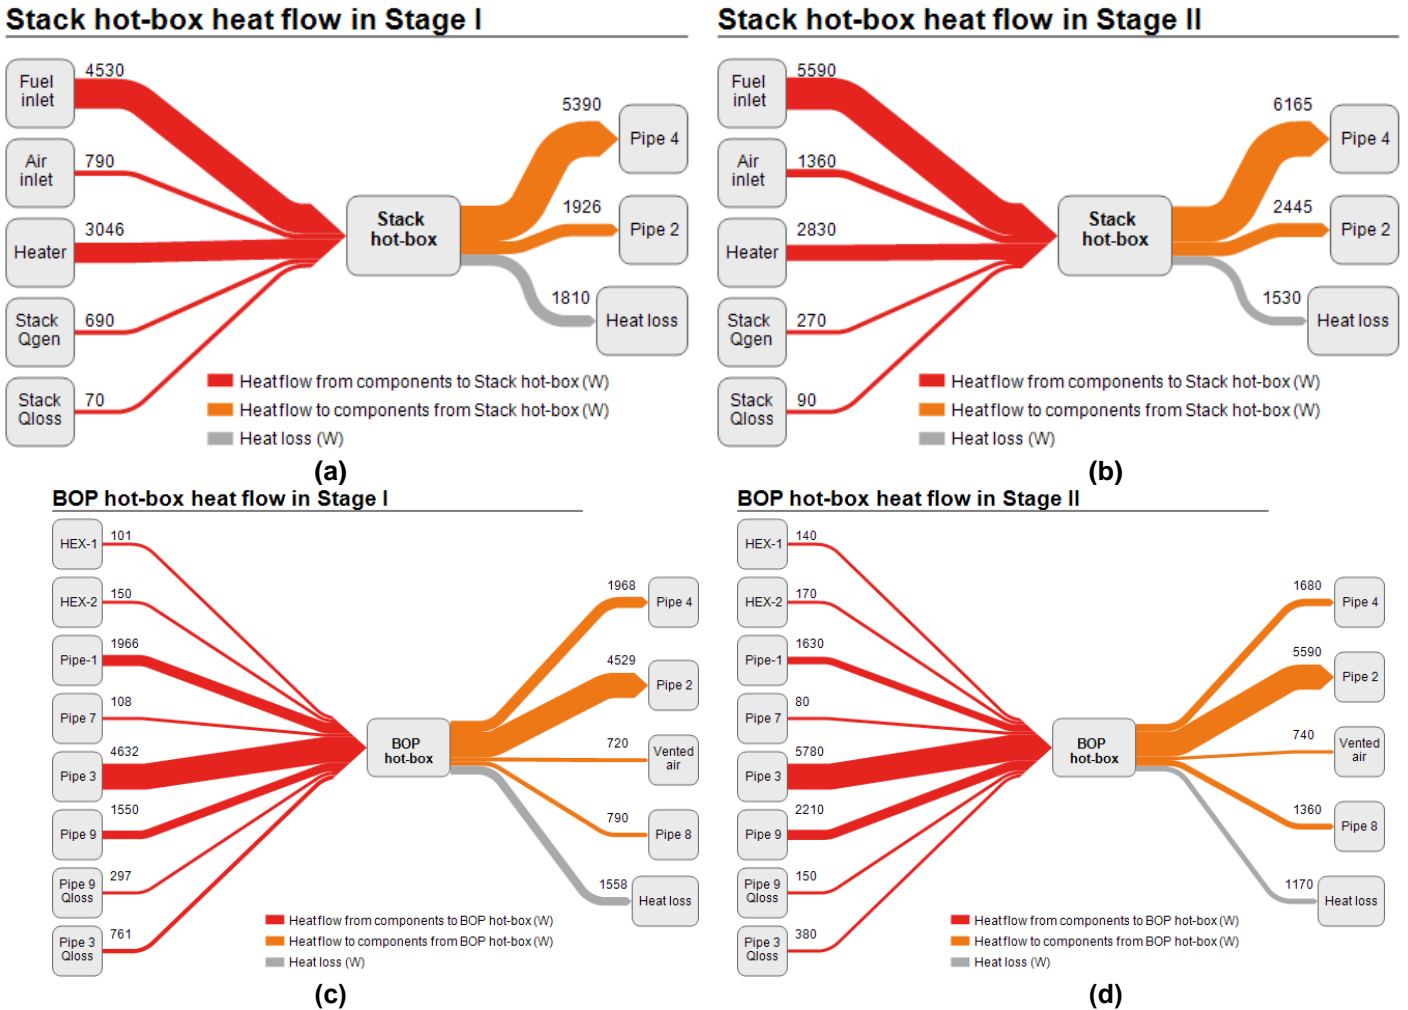 Stack hot-box heat flow in Stage I
Fuel
inlet
4530
Air
inlet
790
Heater
3046
Stack
Qgen
690
Stack
Qloss
70
Stack
hot-box
5390
Pipe 4
1926
Pipe 2
1810
Heat loss
Heat flow from components to Stack hot-box (W)
Heat flow to components from Stack hot-box (W)
Heat loss (W)
(a)
Stack hot-box heat flow in Stage II
Fuel
inlet
5590
Air
inlet
1360
Heater
2830
Stack
Qgen
270
Stack
Qloss
90
Stack
hot-box
6165
Pipe 4
2445
Pipe 2
1530
Heat loss
Heat flow from components to Stack hot-box (W)
Heat flow to components from Stack hot-box (W)
Heat loss (W)
(b)
BOP hot-box heat flow in Stage I
HEX-1
101
HEX-2
150
Pipe-1
1966
Pipe 7
108
Pipe 3
4632
Pipe 9
1550
Pipe 9
Qloss
297
Pipe 3
Qloss
761
BOP
hot-box
1968
Pipe 4
4529
Pipe 2
720
Vented
air
790
Pipe 8
1558
Heat loss
Heat flow from components to BOP hot-box (W)
Heat flow to components from BOP hot-box (W)
Heat loss (W)
(c)
BOP hot-box heat flow in Stage II
HEX-1
140
HEX-2
170
Pipe-1
1630
Pipe 7
80
Pipe 3
5780
Pipe 9
2210
Pipe 9
Qloss
150
Pipe 3
Qloss
380
BOP
hot-box
1680
Pipe 4
5590
Pipe 2
740
Vented
air
1360
Pipe 8
1170
Heat loss
Heat flow from components to BOP hot-box (W)
Heat flow to components from BOP hot-box (W)
Heat loss (W)
(d)